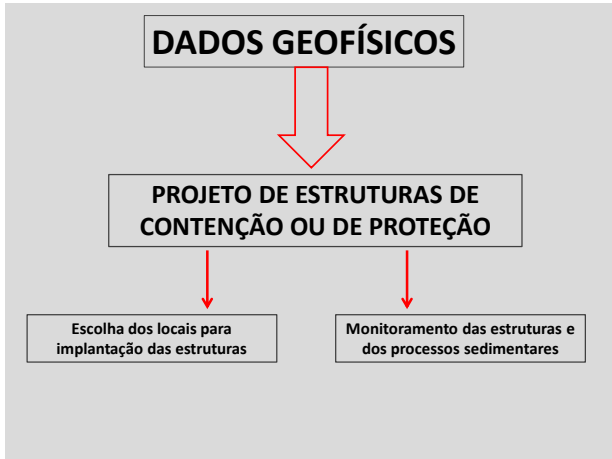 DADOS GEOFÍSICOS
PROJETO DE ESTRUTURAS DE
CONTENÇÃO OU DE PROTEÇÃO
Escolha dos locais para
implantação das estruturas
Monitoramento das estruturas e
dos processos sedimentares